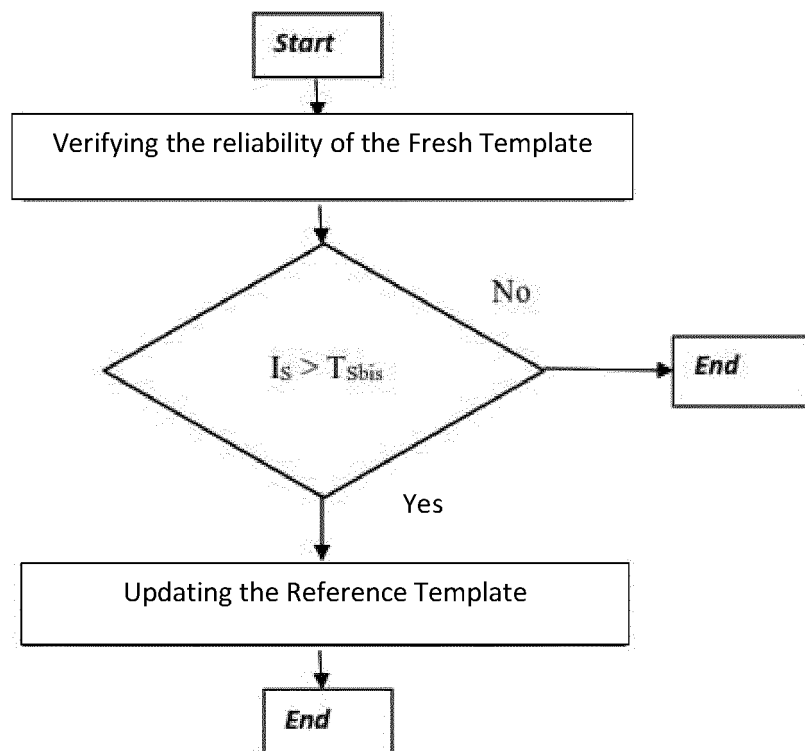 Start
Verifying the reliability of the Fresh Template
No
Is > TSbis
End
Yes
Updating the Reference Template
End